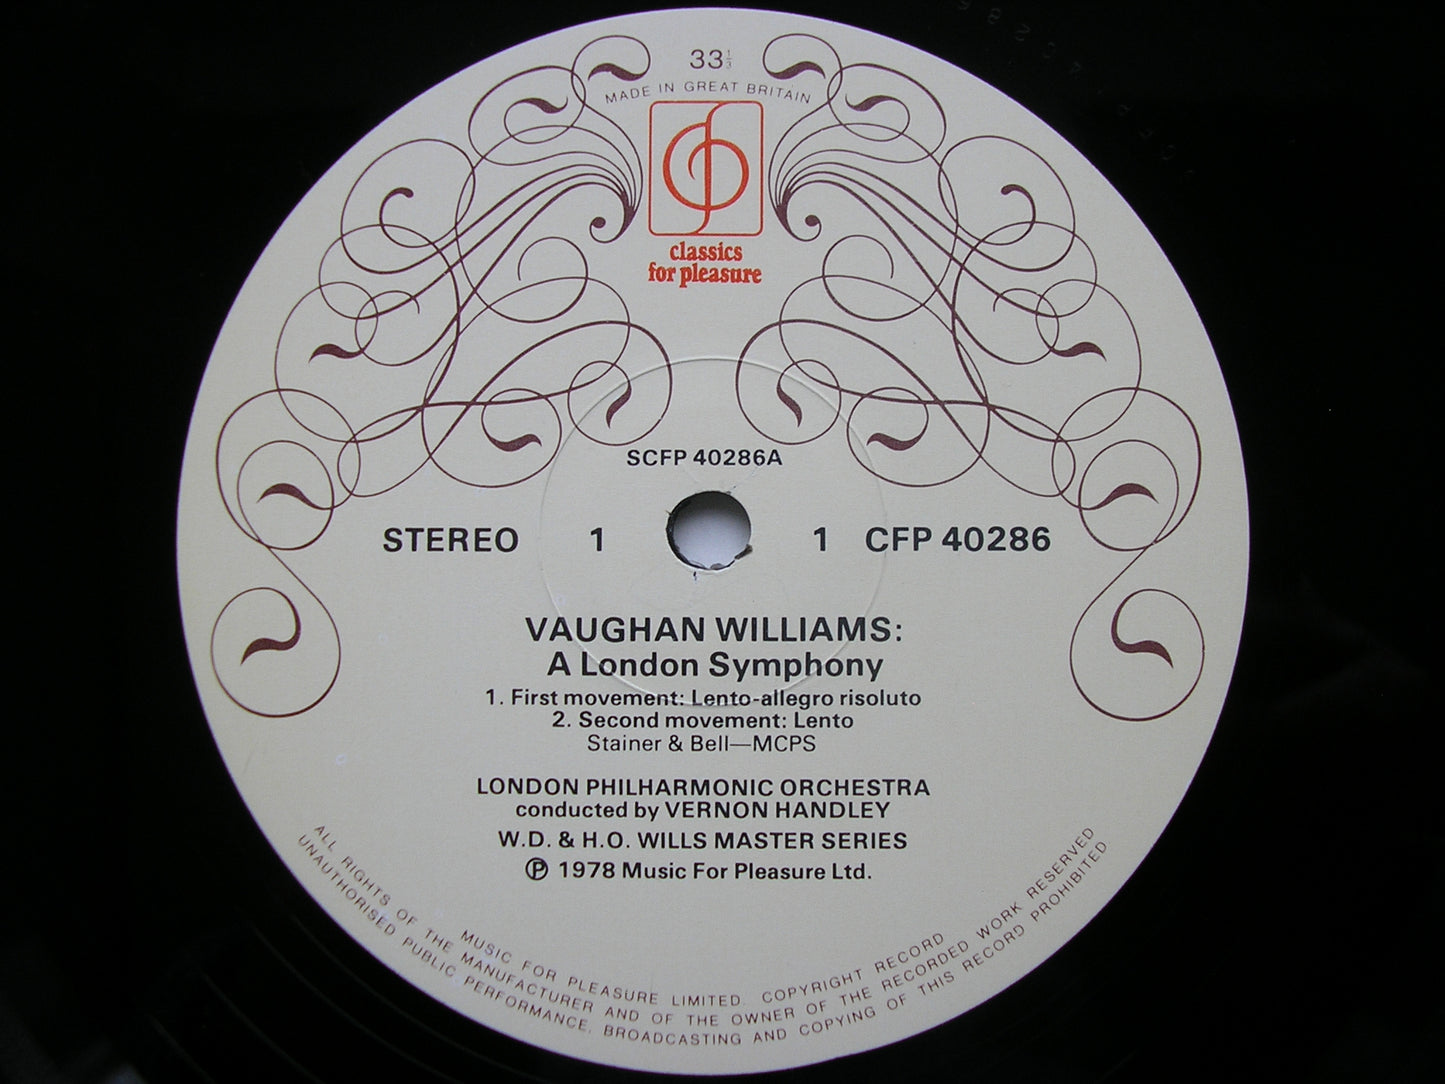 33⅓
MADE IN GREAT BRITAIN
classics
for pleasure
SCFP 40286A
STEREO 1 1 CFP 40286
VAUGHAN WILLIAMS:
A London Symphony
1. First movement: Lento-allegro risoluto
2. Second movement: Lento
Stainer & Bell—MCPS
LONDON PHILHARMONIC ORCHESTRA
conducted by VERNON HANDLEY
W.D. & H.O. WILLS MASTER SERIES
℗ 1978 Music For Pleasure Ltd.
MUSIC FOR PLEASURE LIMITED. COPYRIGHT RECORD
ALL RIGHTS OF THE MANUFACTURER AND OF THE OWNER OF THE RECORDED WORK RESERVED
UNAUTHORISED PUBLIC PERFORMANCE, BROADCASTING AND COPYING OF THIS RECORD PROHIBITED